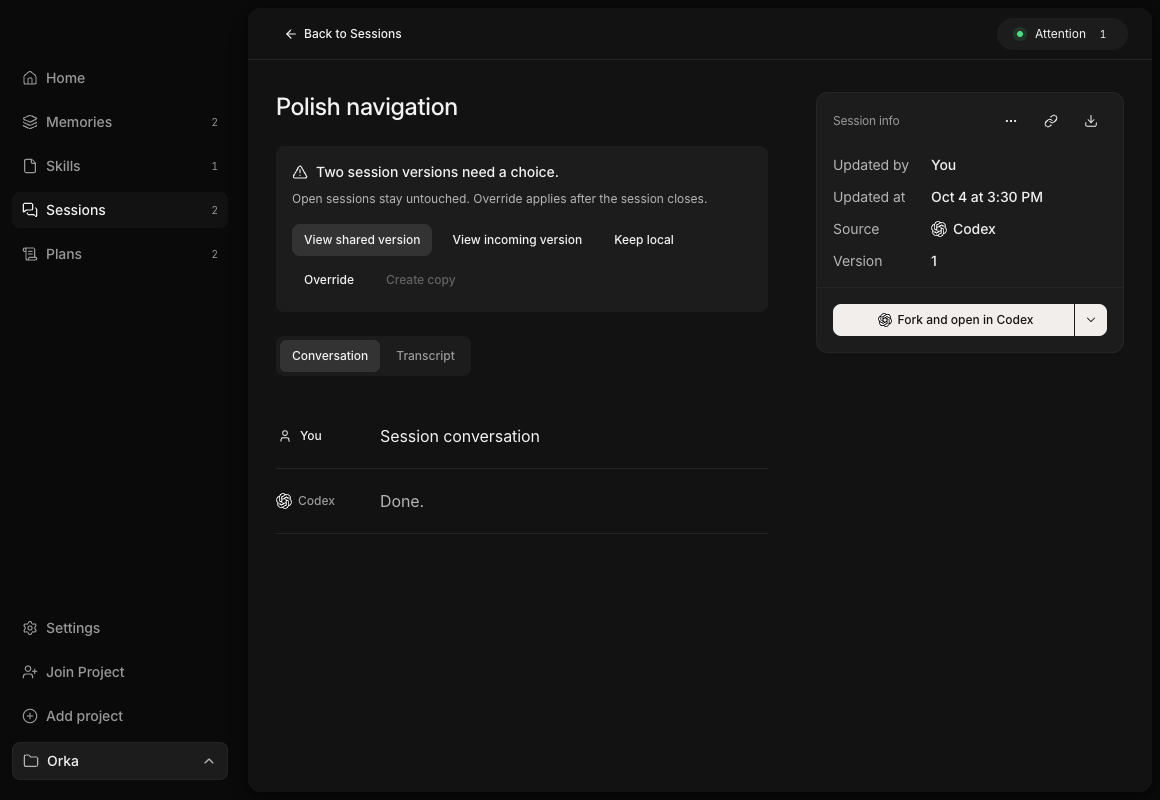 Back to Sessions
Attention 1
Home
Memories 2
Skills 1
Sessions 2
Plans 2
Settings
Join Project
Add project
Orka
Polish navigation
Two session versions need a choice.
Open sessions stay untouched. Override applies after the session closes.
View shared version View incoming version Keep local
Override Create copy
Conversation Transcript
You Session conversation
Codex Done.
Session info
Updated by You
Updated at Oct 4 at 3:30 PM
Source Codex
Version 1
Fork and open in Codex